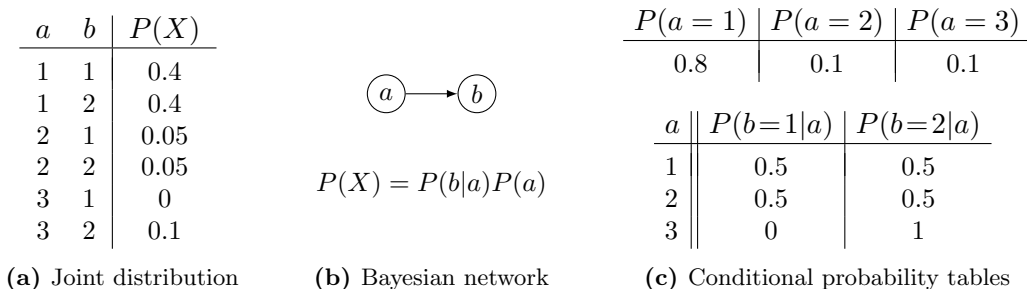 a b P(X)
1 1 0.4
1 2 0.4
2 1 0.05
2 2 0.05
3 1 0
3 2 0.1
(a) Joint distribution
a b
P(X) = P(b|a)P(a)
(b) Bayesian network
P(a = 1) P(a = 2) P(a = 3)
0.8 0.1 0.1
a P(b=1|a) P(b=2|a)
1 0.5 0.5
2 0.5 0.5
3 0 1
(c) Conditional probability tables